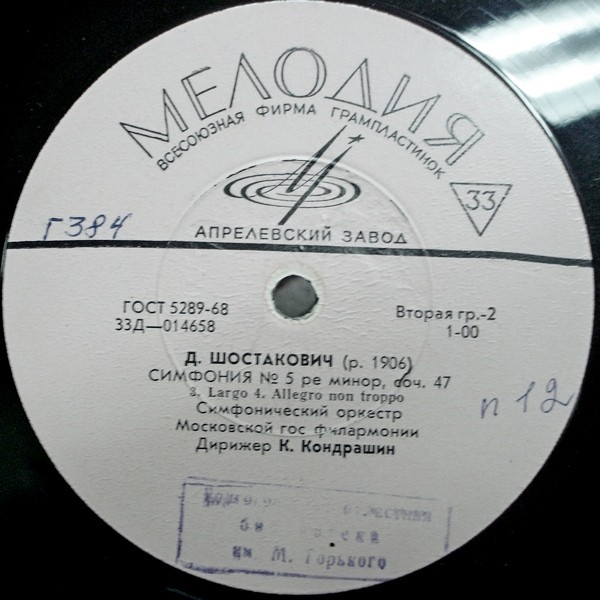 МЕЛОДИЯ
ВСЕСОЮЗНАЯ ФИРМА ГРАМПЛАСТИНОК
33
АПРЕЛЕВСКИЙ ЗАВОД
Г384
ГОСТ 5289-68
Вторая гр.-2
33Д—014658
1-00
Д. ШОСТАКОВИЧ (р. 1906)
СИМФОНИЯ № 5 ре минор, соч. 47
3. Largo 4. Allegro non troppo
п 12
Симфонический оркестр
Московской гос филармонии
Дирижер К. Кондрашин
им М. Горького